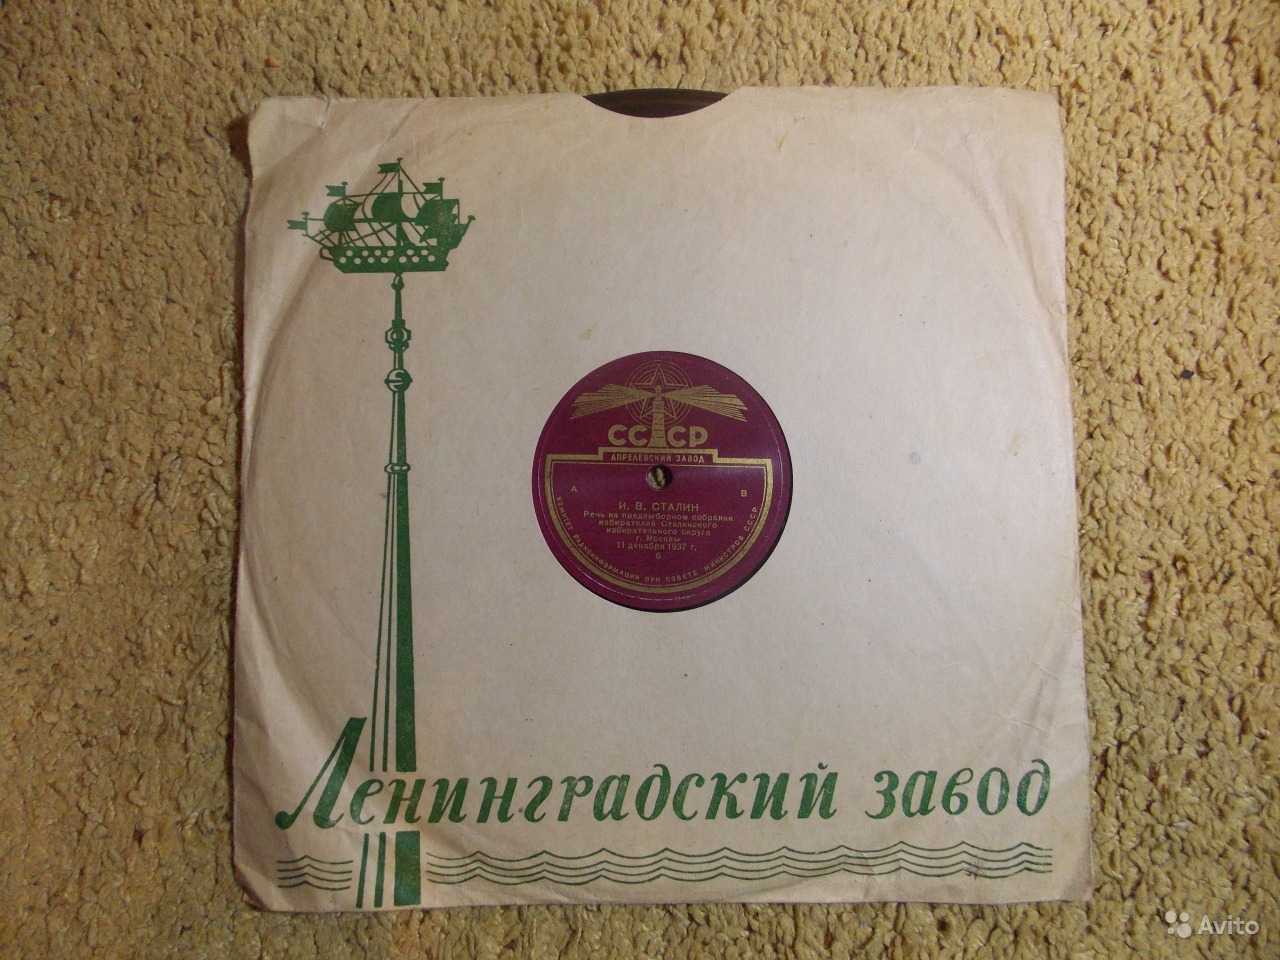 СССР
АПРЕЛЕВСКИЙ ЗАВОД
А В
И. В. СТАЛИН
Речь на предвыборном собрании
избирателей Сталинского
избирательного округа
г. Москвы
11 декабря 1937 г.
6
КОМИТЕТ РАДИОИНФОРМАЦИИ ПРИ СОВЕТЕ МИНИСТРОВ СССР
Ленинградский завод
Avito